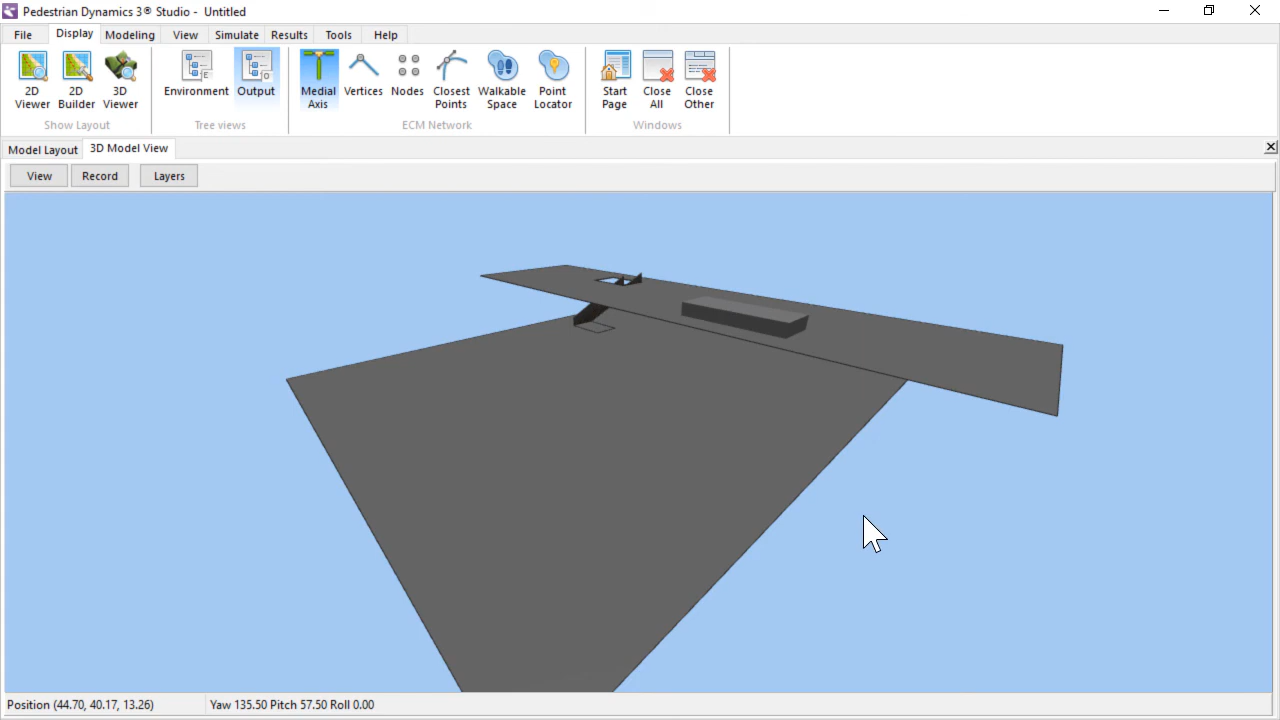 Pedestrian Dynamics 3® Studio - Untitled
File Display Modeling View Simulate Results Tools Help
2D Viewer
2D Builder
3D Viewer
Show Layout
Environment
E
Output
O
Tree views
Medial Axis
Vertices
Nodes
Closest Points
Walkable Space
Point Locator
ECM Network
Start Page
Close All
Close Other
Windows
Model Layout 3D Model View
View Record Layers
Position (44.70, 40.17, 13.26) Yaw 135.50 Pitch 57.50 Roll 0.00